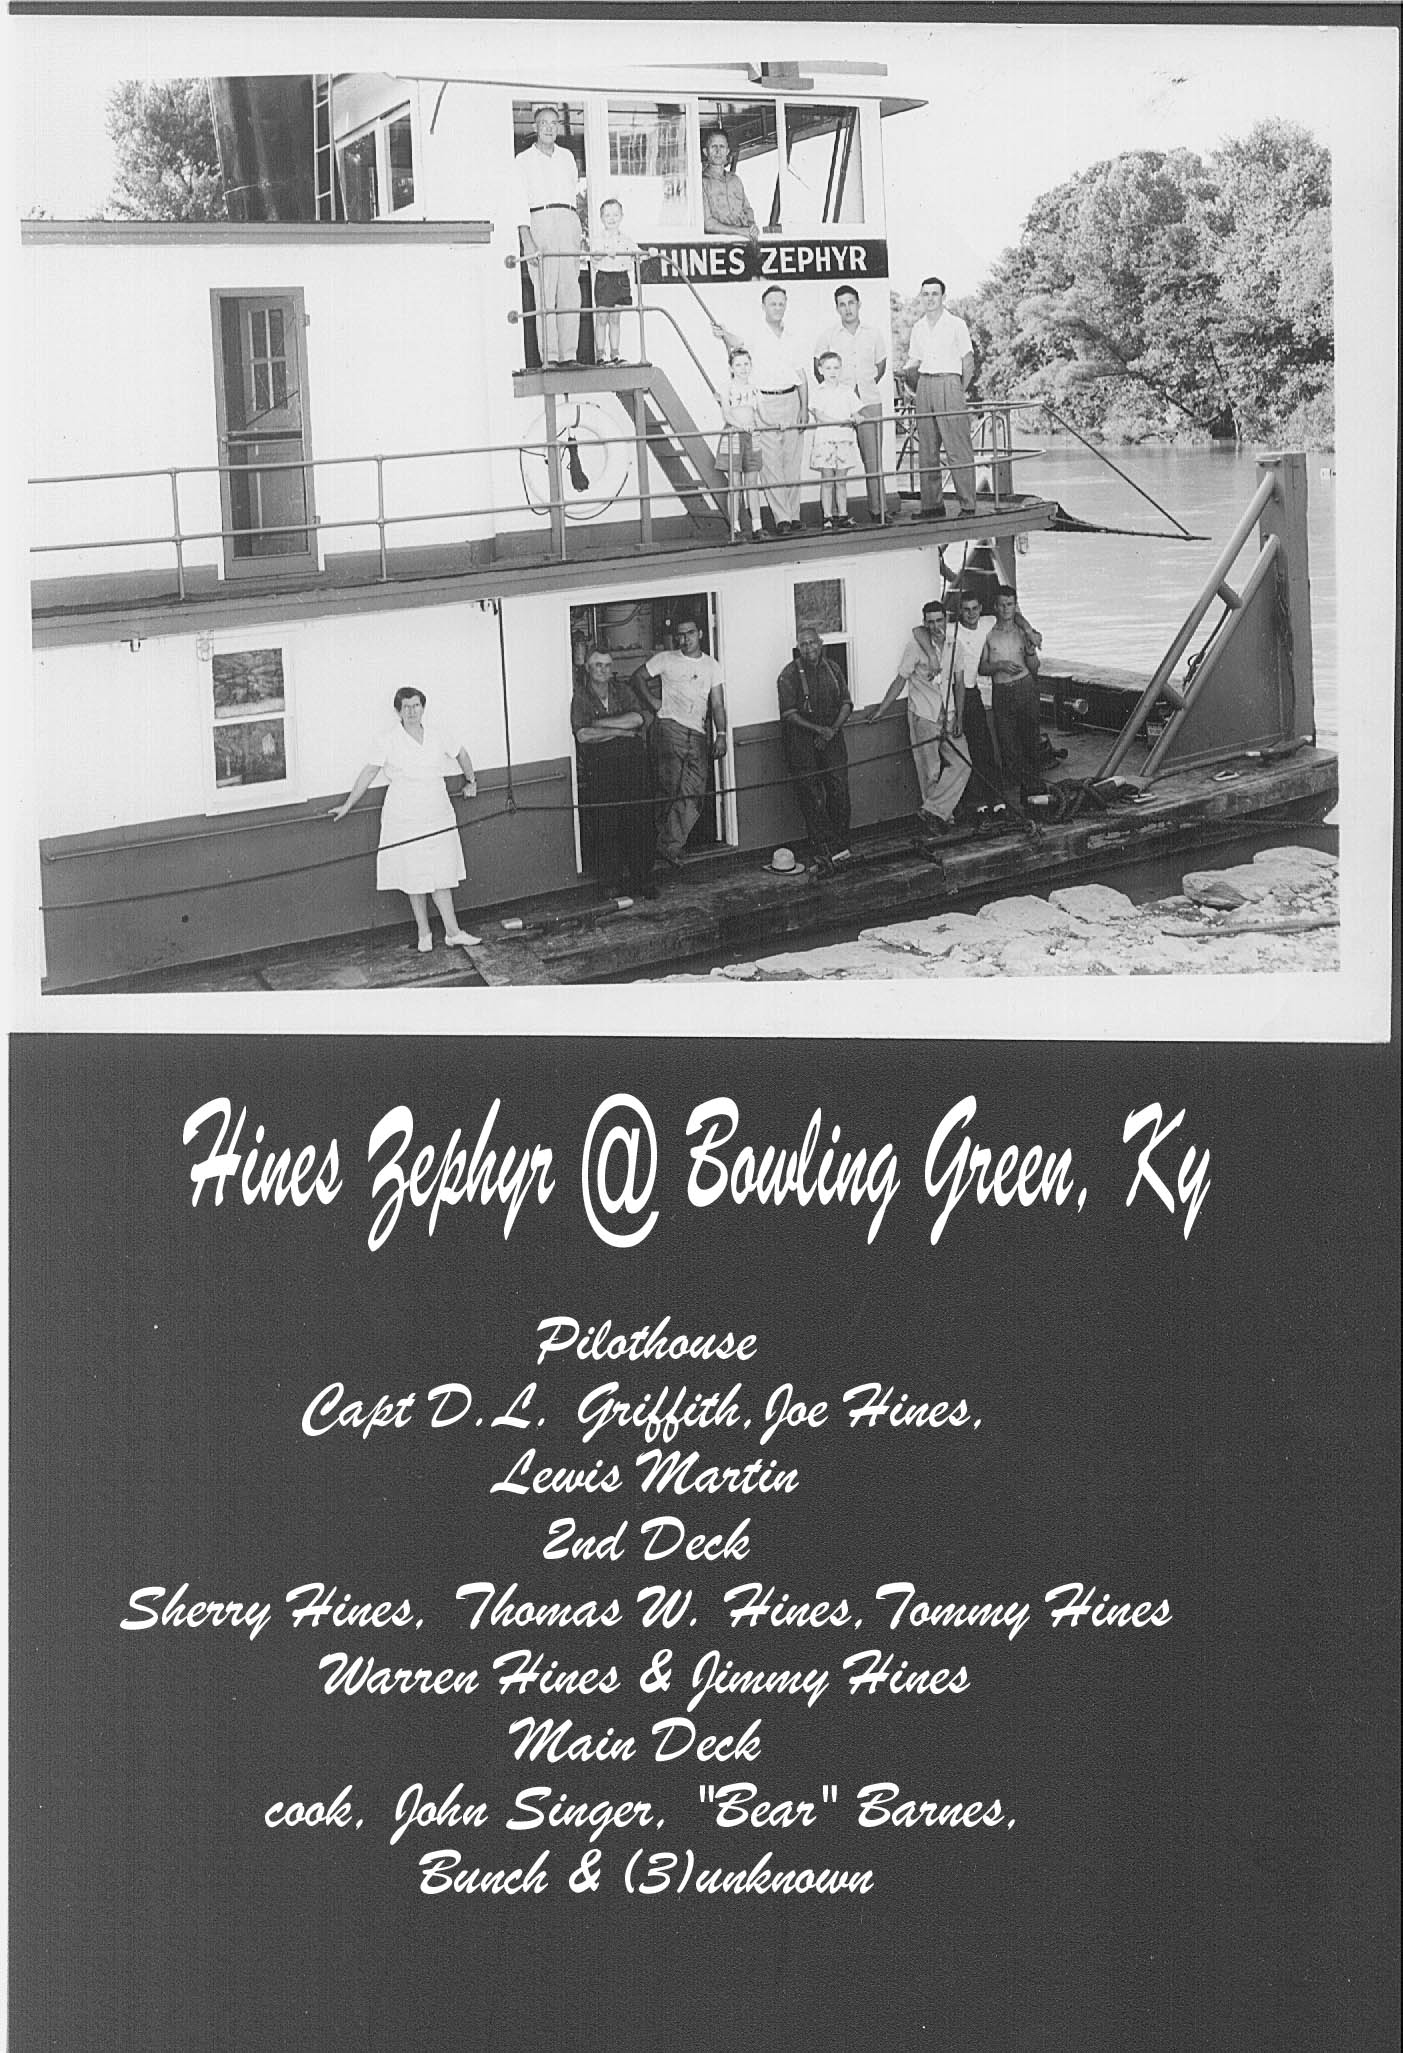 HINES ZEPHYR
Hines Zephyr @ Bowling Green, Ky
Pilothouse
Capt D.L. Griffith, Joe Hines,
Lewis Martin
2nd Deck
Sherry Hines, Thomas W. Hines, Tommy Hines
Warren Hines & Jimmy Hines
Main Deck
cook, John Singer, "Bear" Barnes,
Bunch & (3)unknown